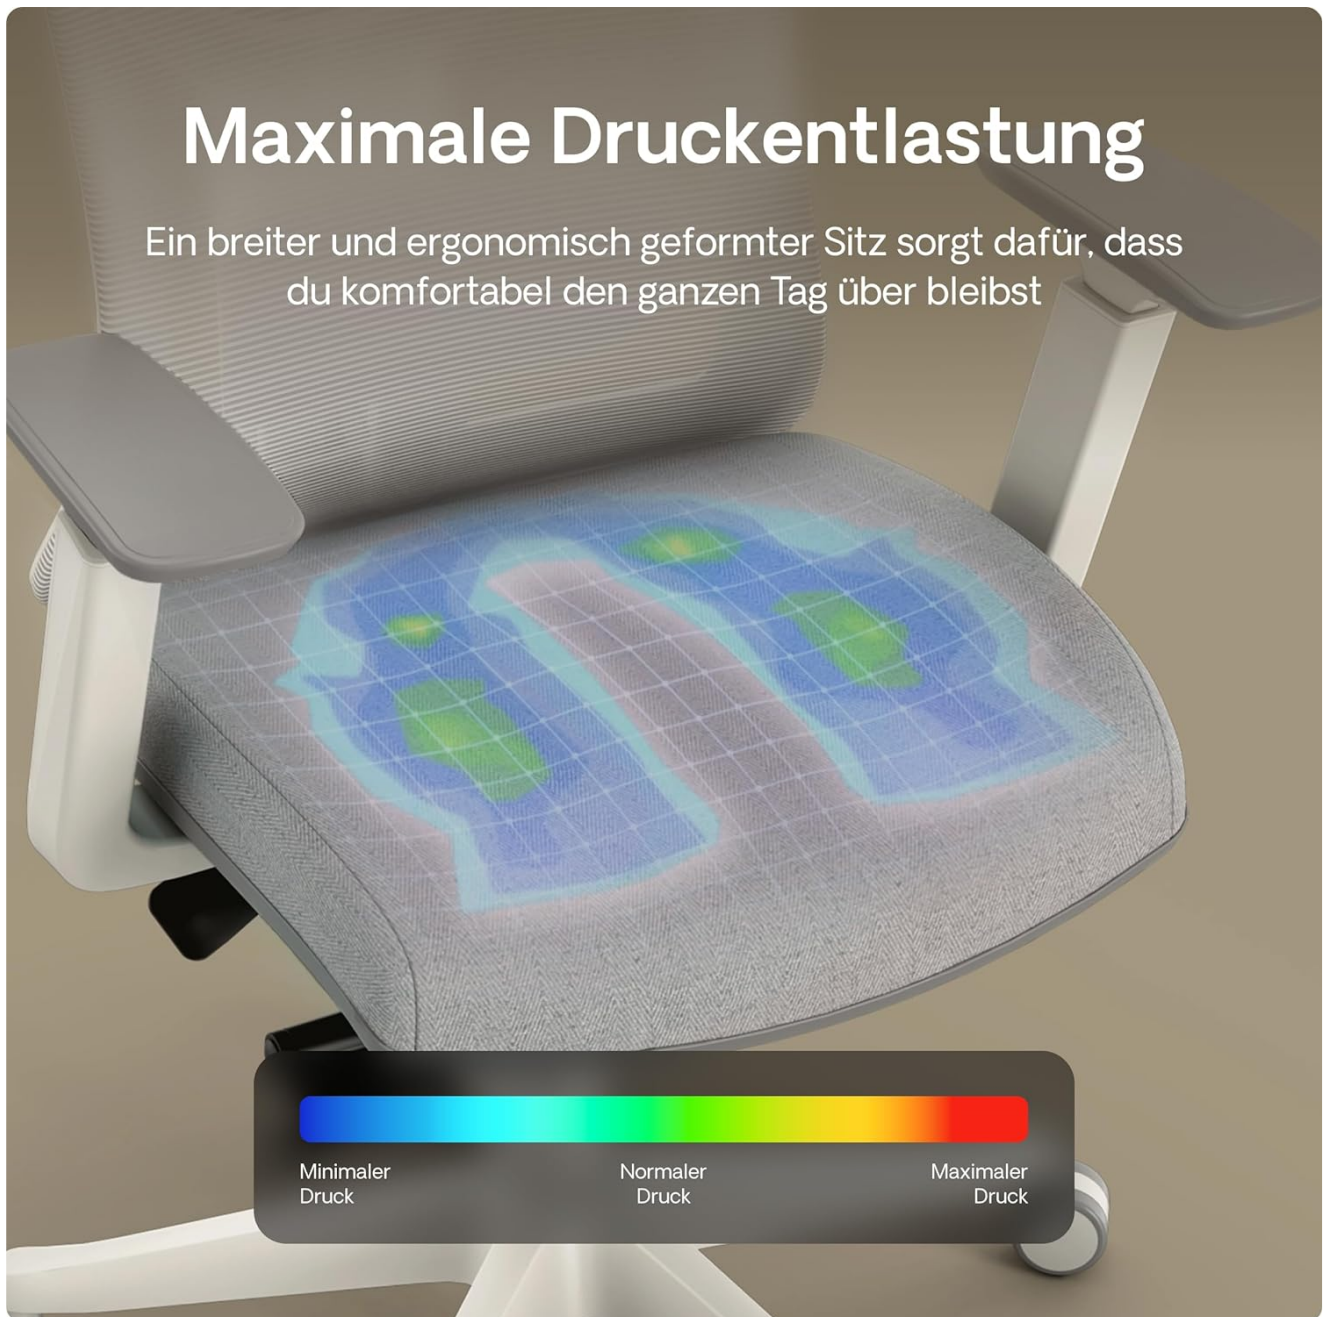 Maximale Druckentlastung
Ein breiter und ergonomisch geformter Sitz sorgt dafür, dass
du komfortabel den ganzen Tag über bleibst
Minimaler
Druck
Normaler
Druck
Maximaler
Druck